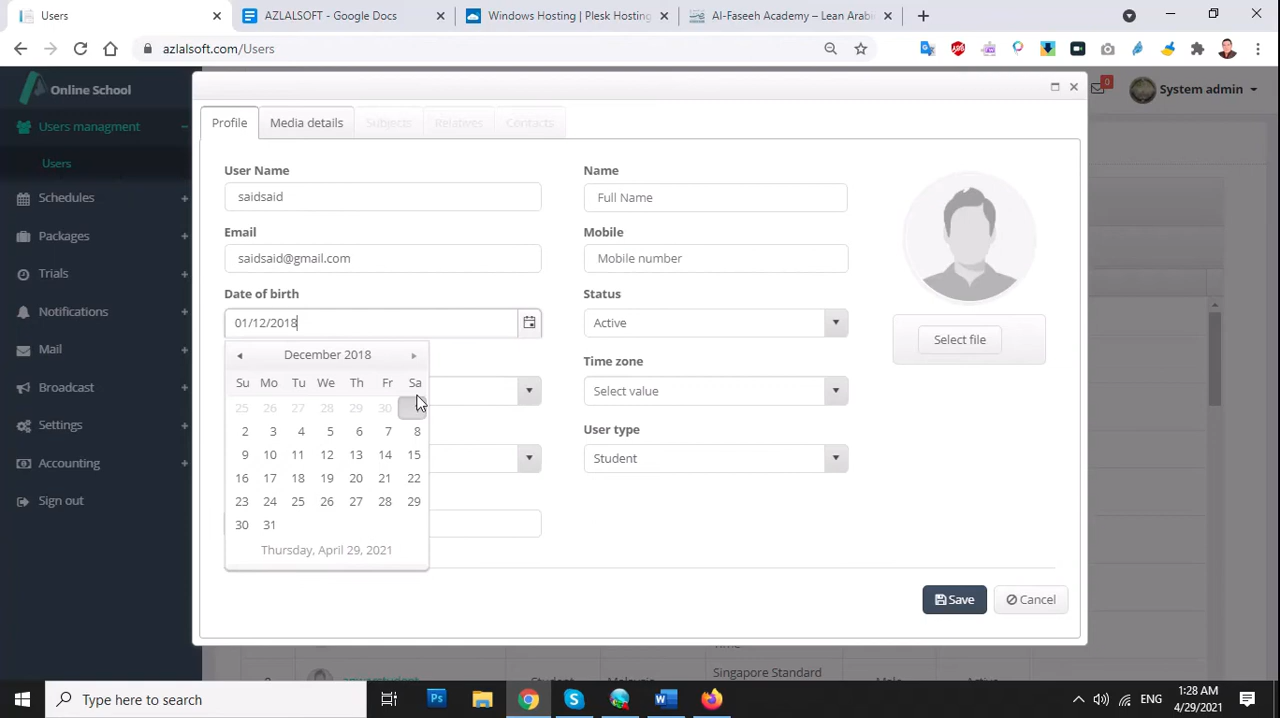 Users
AZLALSOFT - Google Docs
Windows Hosting | Plesk Hosting
Al-Faseeh Academy – Lean Arabi
azlalsoft.com/Users
Online School
Users managment
Users
Schedules
Packages
Trials
Notifications
Mail
Broadcast
Settings
Accounting
Sign out
0
System admin
Profile
Media details
Subjects
Relatives
Contacts
User Name
saidsaid
Name
Full Name
Email
saidsaid@gmail.com
Mobile
Mobile number
Date of birth
01/12/2018
Status
Active
Select file
December 2018
Su Mo Tu We Th Fr Sa
25 26 27 28 29 30
2 3 4 5 6 7 8
9 10 11 12 13 14 15
16 17 18 19 20 21 22
23 24 25 26 27 28 29
30 31
Thursday, April 29, 2021
Time zone
Select value
User type
Student
Save
Cancel
Singapore Standard
Student
Malaysia
Male
Active
Type here to search
ENG
1:28 AM
4/29/2021